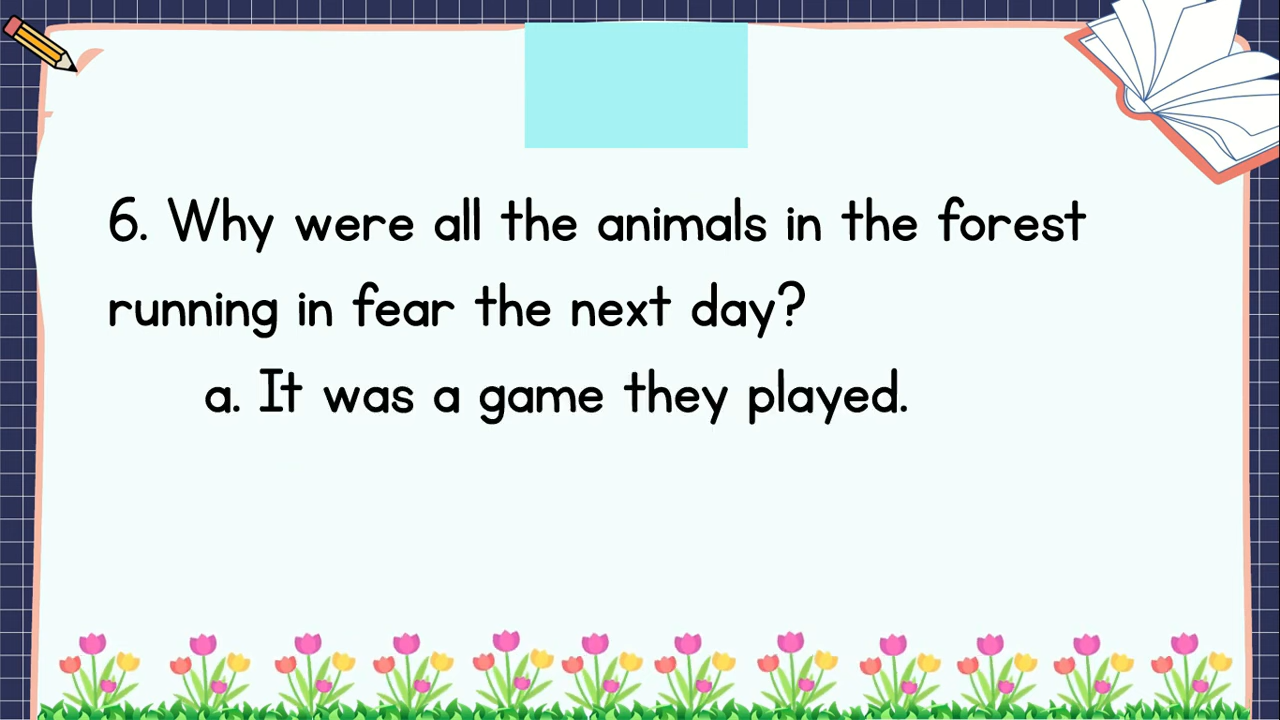 6. Why were all the animals in the forest
running in fear the next day?
a. It was a game they played.